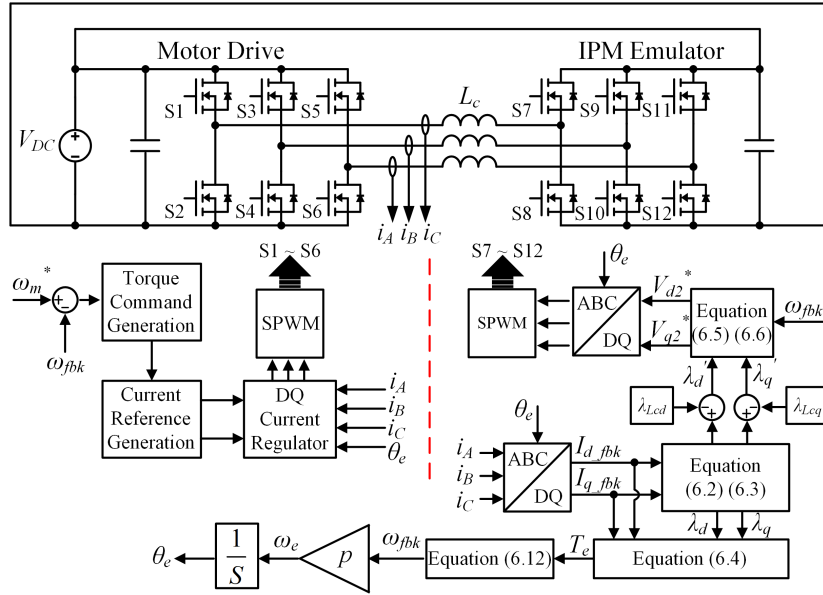 Motor Drive
IPM Emulator
S1
S3
S5
L_c
S7
S9
S11
V_DC
S2
S4
S6
S8
S10
S12
i_A i_B i_C
S1 ~ S6
S7 ~ S12
θ_e
ω_m*
Torque
Command
Generation
SPWM
SPWM
ABC
DQ
V_d2*
V_q2*
Equation
(6.5) (6.6)
ω_fbk
ω_fbk
λ_d'
λ_q'
Current
Reference
Generation
DQ
Current
Regulator
i_A
i_B
i_C
θ_e
λ_Lcd
λ_Lcq
θ_e
i_A
i_B
i_C
ABC
DQ
I_d_fbk
I_q_fbk
Equation
(6.2) (6.3)
λ_d
λ_q
θ_e
1
S
ω_e
p
ω_fbk
Equation (6.12)
T_e
Equation (6.4)